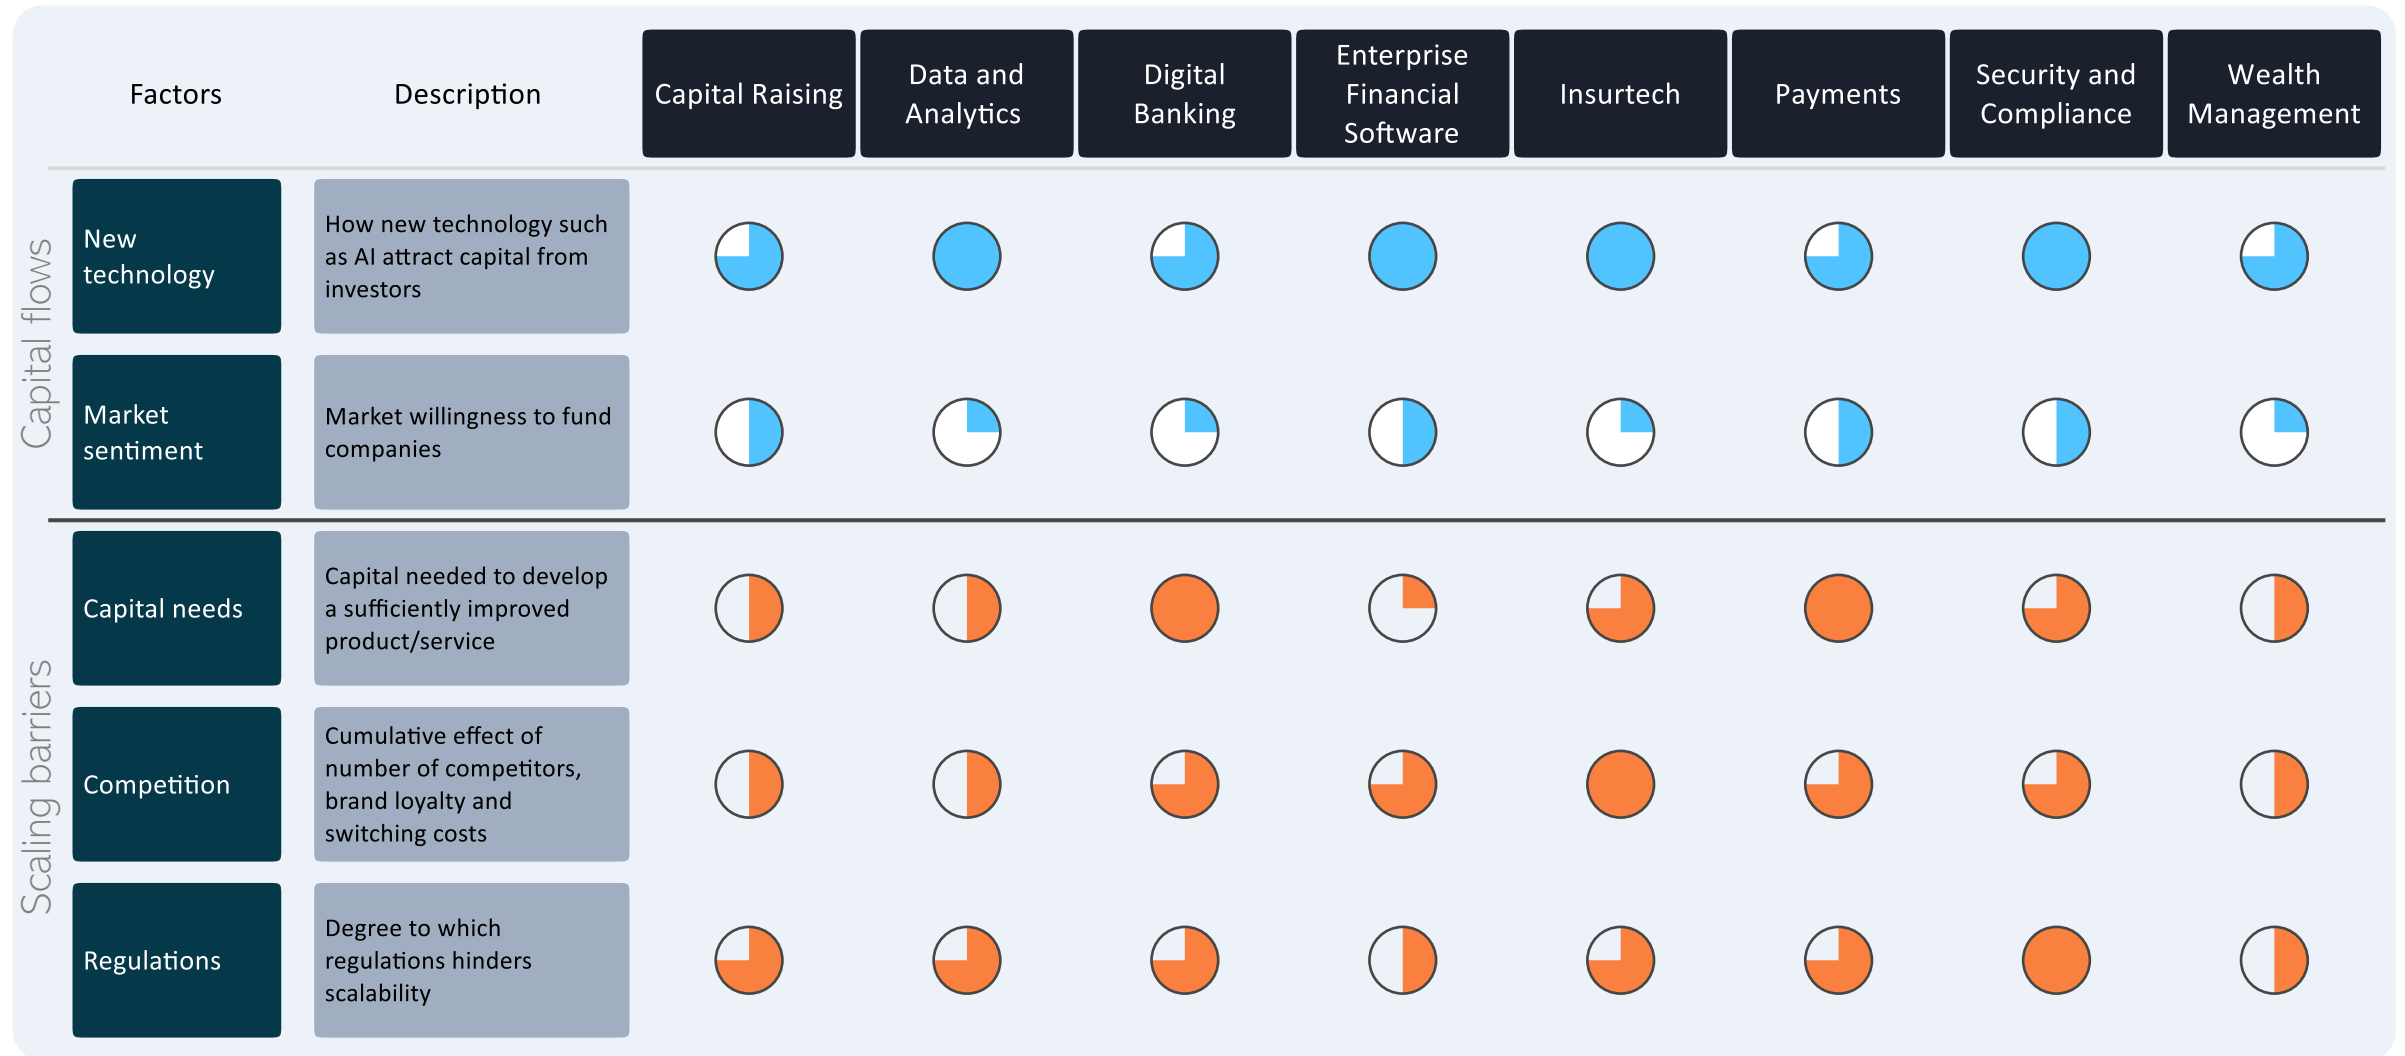 Factors
Description
Capital Raising
Data and
Analytics
Digital
Banking
Enterprise
Financial
Software
Insurtech
Payments
Security and
Compliance
Wealth
Management
Capital flows
New
technology
How new technology such
as AI attract capital from
investors
Market
sentiment
Market willingness to fund
companies
Scaling barriers
Capital needs
Capital needed to develop
a sufficiently improved
product/service
Competition
Cumulative effect of
number of competitors,
brand loyalty and
switching costs
Regulations
Degree to which
regulations hinders
scalability